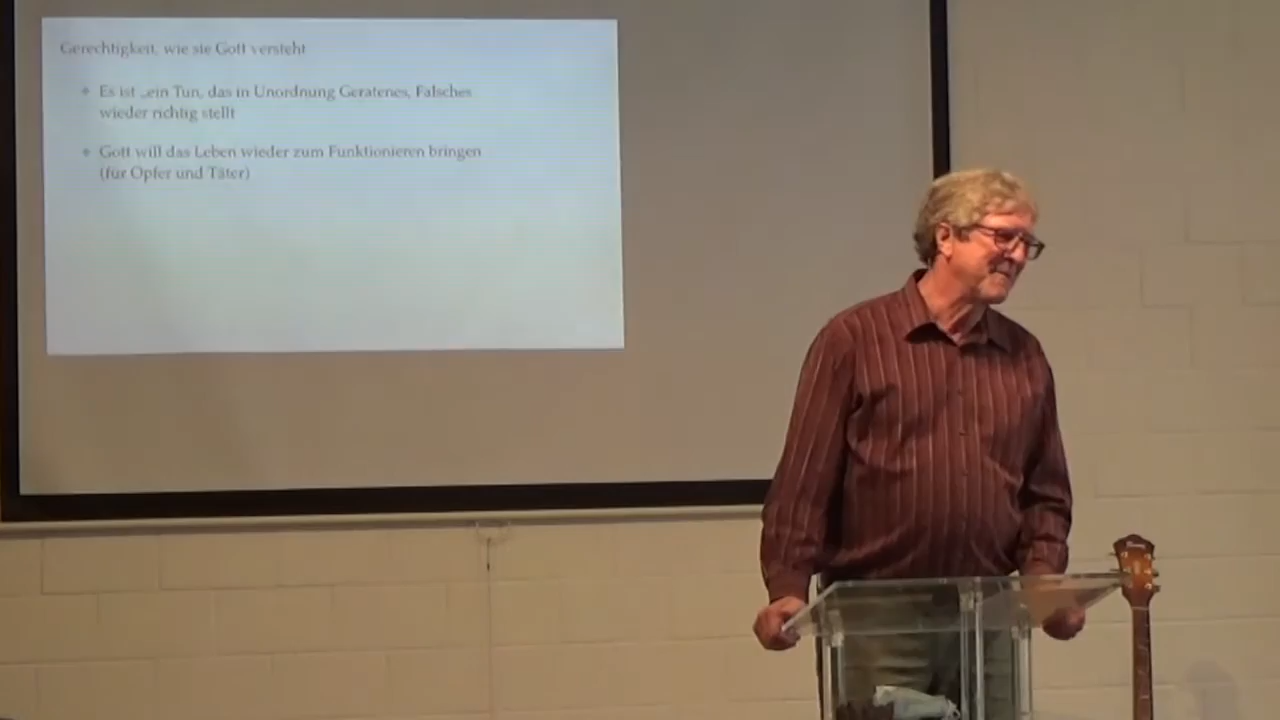 Gerechtigkeit, wie sie Gott versteht
Es ist „ein Tun, das in Unordnung Geratenes, Falsches
wieder richtig stellt
Gott will das Leben wieder zum Funktionieren bringen
(für Opfer und Täter)